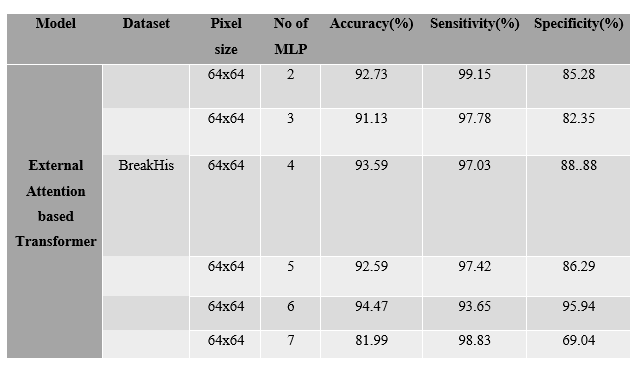 Model Dataset Pixel size No of MLP Accuracy(%) Sensitivity(%) Specificity(%)
64x64 2 92.73 99.15 85.28
64x64 3 91.13 97.78 82.35
External Attention based Transformer BreakHis 64x64 4 93.59 97.03 88..88
64x64 5 92.59 97.42 86.29
64x64 6 94.47 93.65 95.94
64x64 7 81.99 98.83 69.04